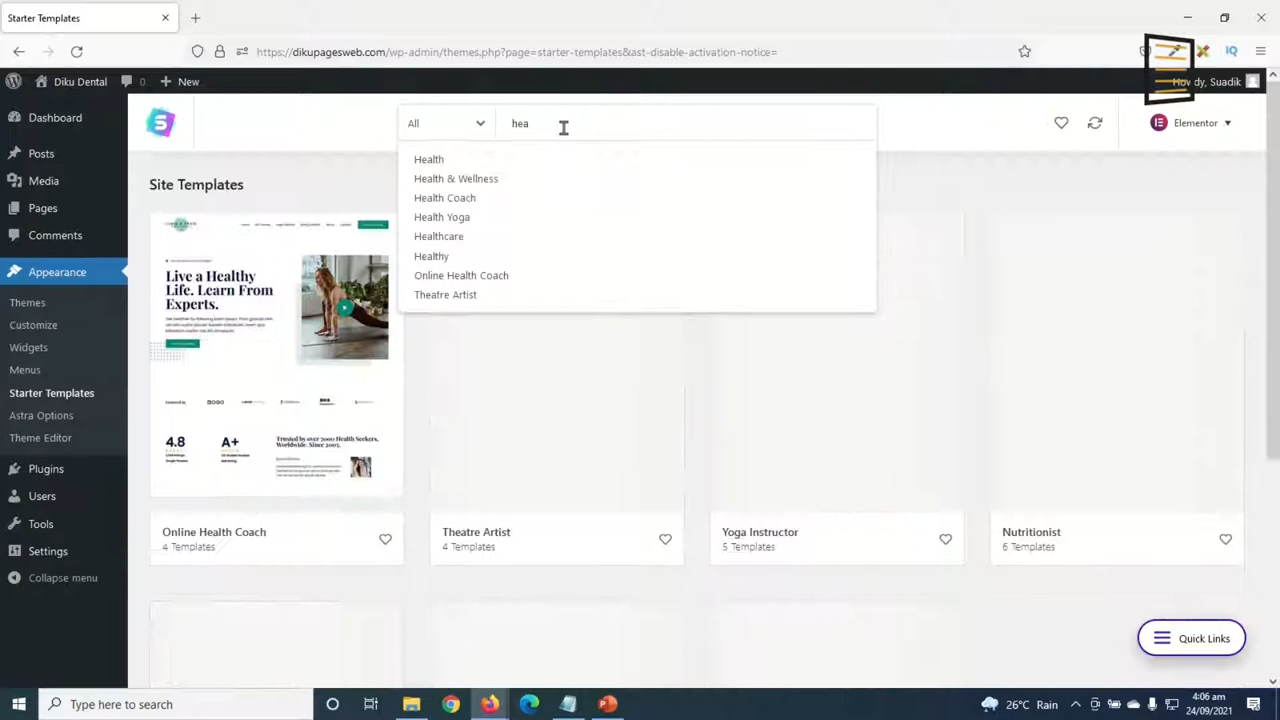 Starter Templates
https://dikupagesweb.com/wp-admin/themes.php?page=starter-templates&ast-disable-activation-notice=
IQ
Diku Dental
0
New
Suadik
Dashboard
Posts
Media
Pages
Comments
Appearance
Themes
Customize
Widgets
Menus
Starter Templates
Astra Options
Theme Editor
Plugins
Users
Tools
Settings
Collapse menu
All
hea
Elementor
Health
Health & Wellness
Health Coach
Health Yoga
Healthcare
Healthy
Online Health Coach
Theatre Artist
Site Templates
Live a Healthy
Life. Learn From
Experts.
4.8
A+
Trusted by over 7000 Health Seekers,
Worldwide. Since 2005.
Online Health Coach
4 Templates
Theatre Artist
4 Templates
Yoga Instructor
5 Templates
Nutritionist
6 Templates
Quick Links
Type here to search
26°C Rain
4:06 am
24/09/2021